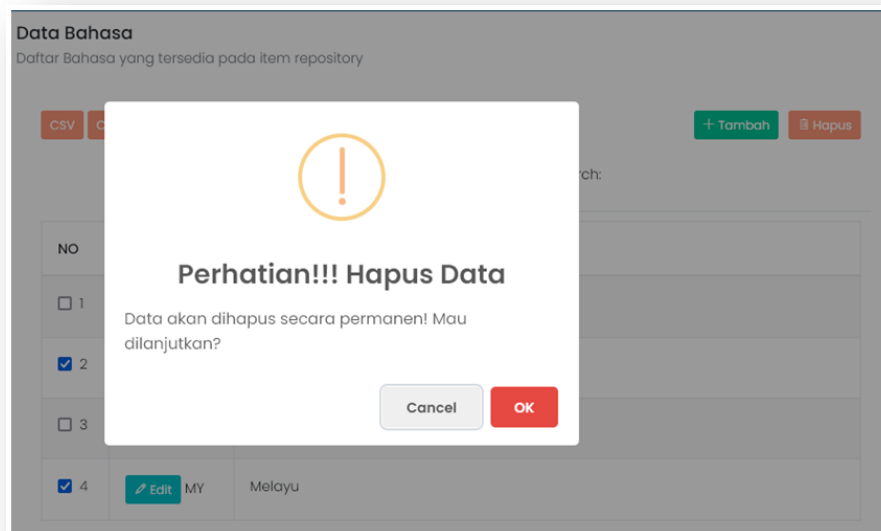 Data Bahasa
Daftar Bahasa yang tersedia pada item repository
CSV C + Tambah Hapus
rch:
NO
Perhatian!!! Hapus Data
1
Data akan dihapus secara permanen! Mau
dilanjutkan?
2
Cancel OK
3
4 Edit MY Melayu